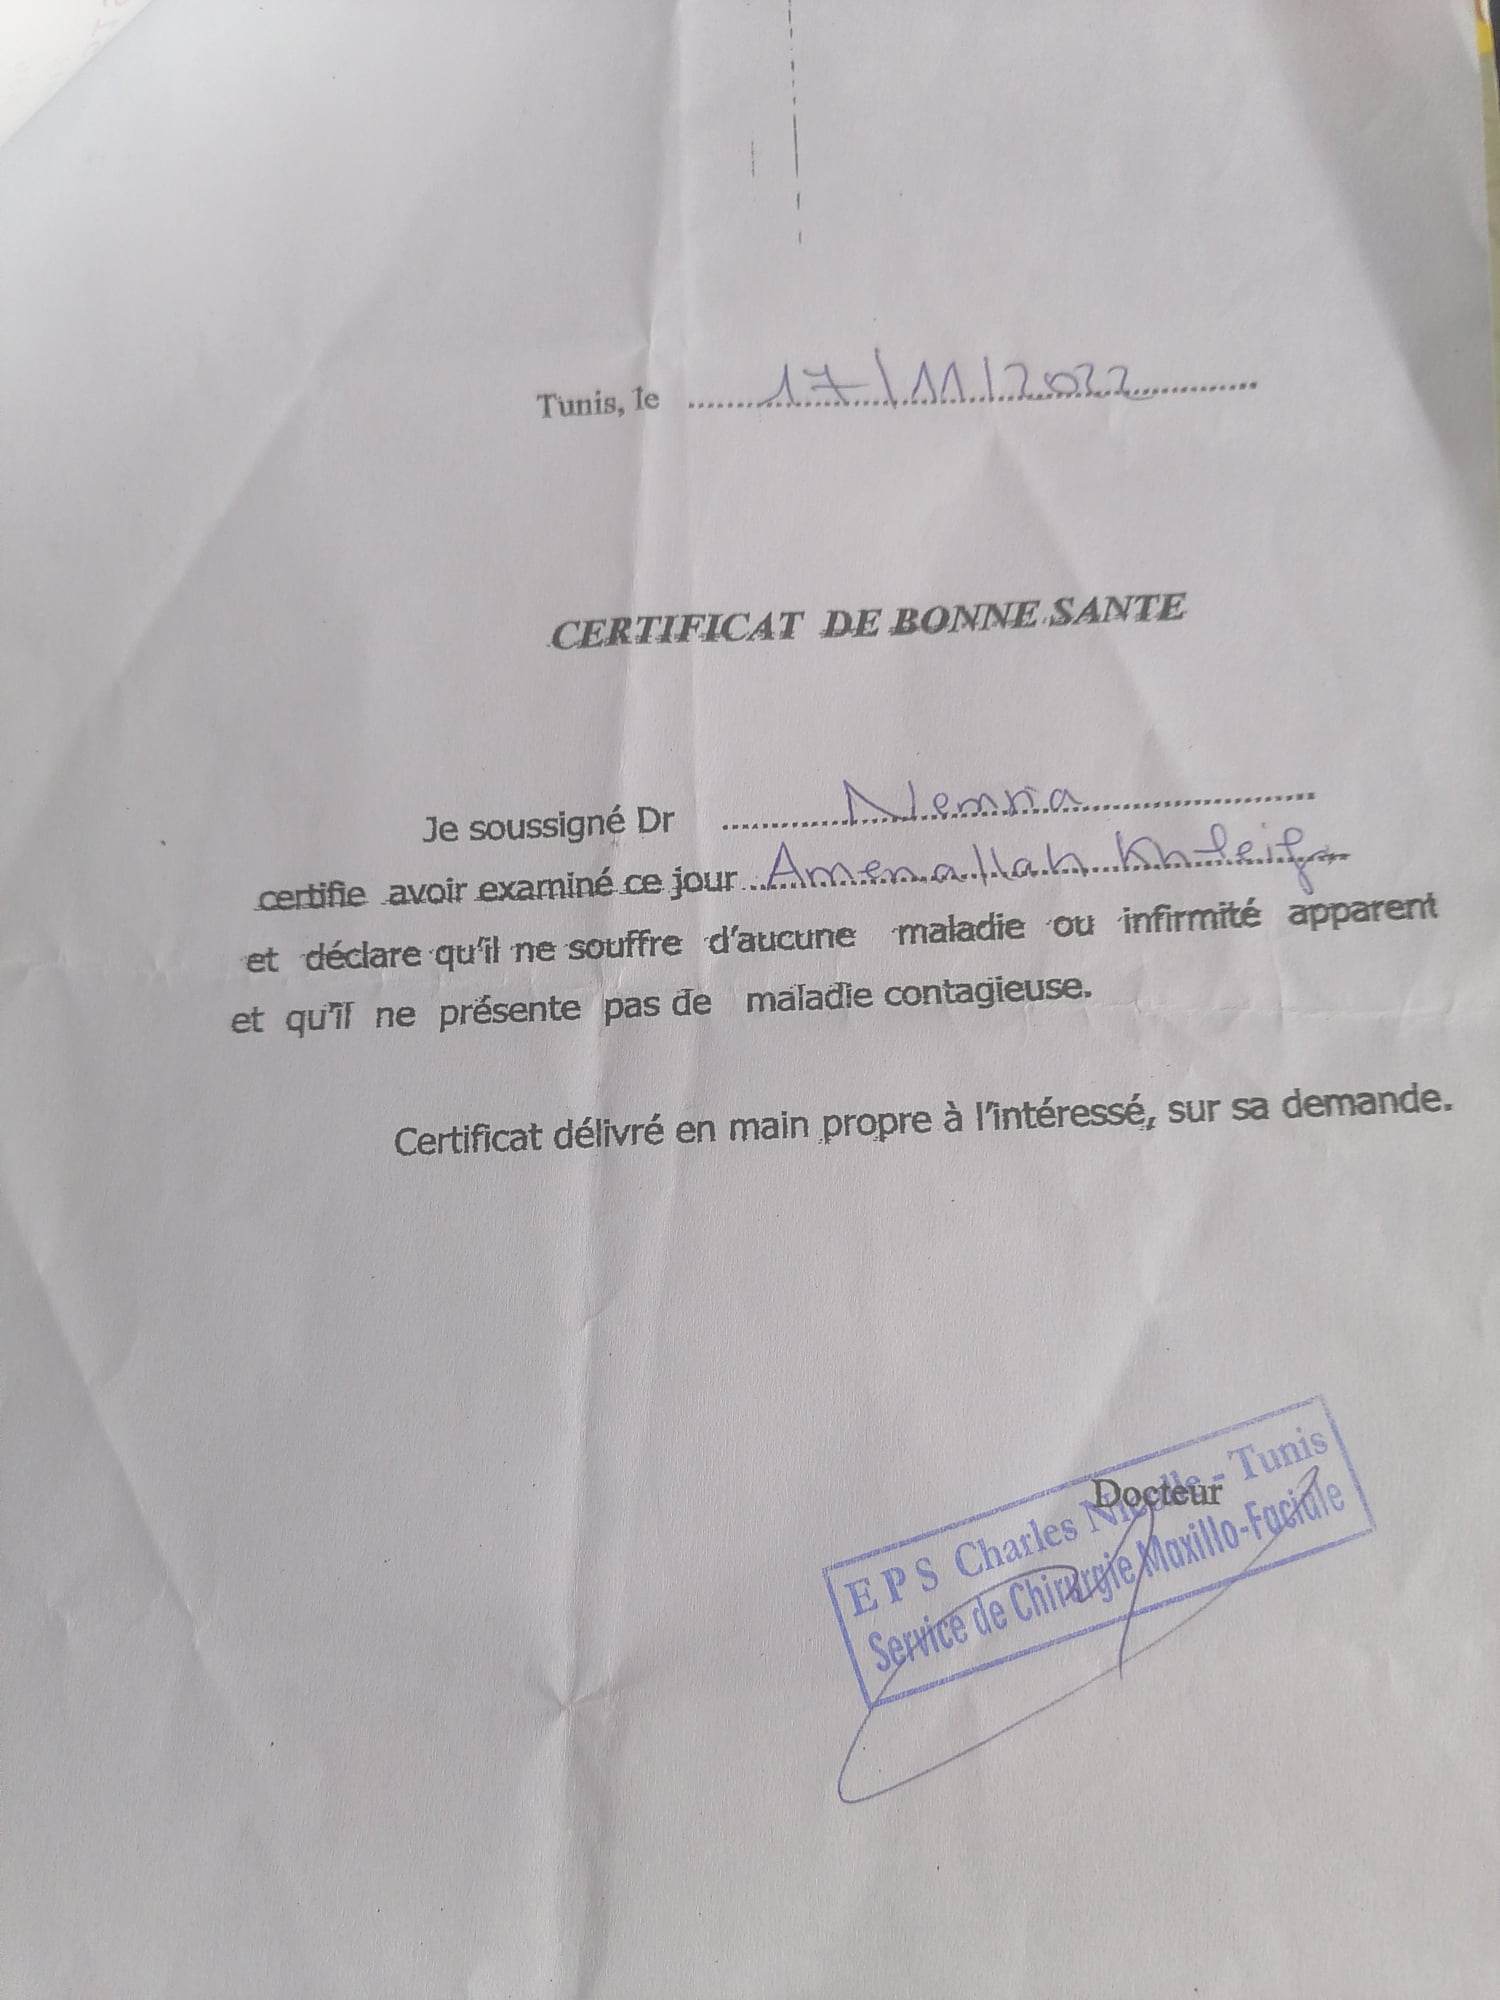 Tunis, le 17/11/2022
CERTIFICAT DE BONNE SANTE
Je soussigné Dr Nemria
certifie avoir examiné ce jour Amenallah Khleif
et déclare qu'il ne souffre d'aucune maladie ou infirmité apparent
et qu'il ne présente pas de maladie contagieuse.
Certificat délivré en main propre à l'intéressé, sur sa demande.
Docteur
E P S Charles Nicolle - Tunis
Service de Chirurgie Maxillo-Faciale